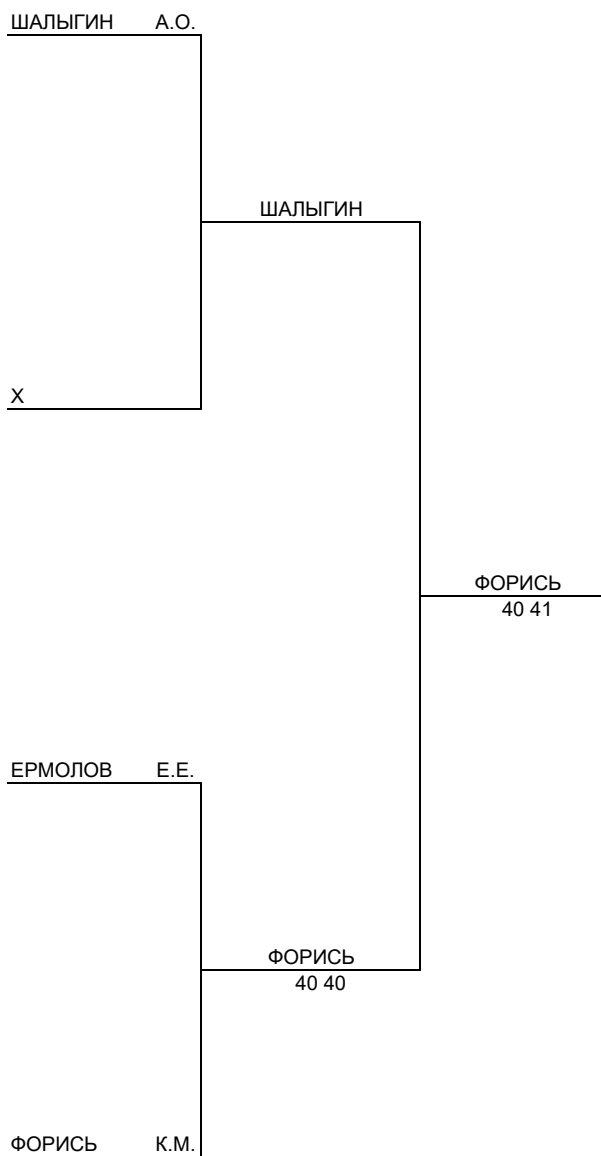 ШАЛЫГИН А.О.
ШАЛЫГИН
X
ФОРИСЬ
40 41
ЕРМОЛОВ Е.Е.
ФОРИСЬ
40 40
ФОРИСЬ К.М.